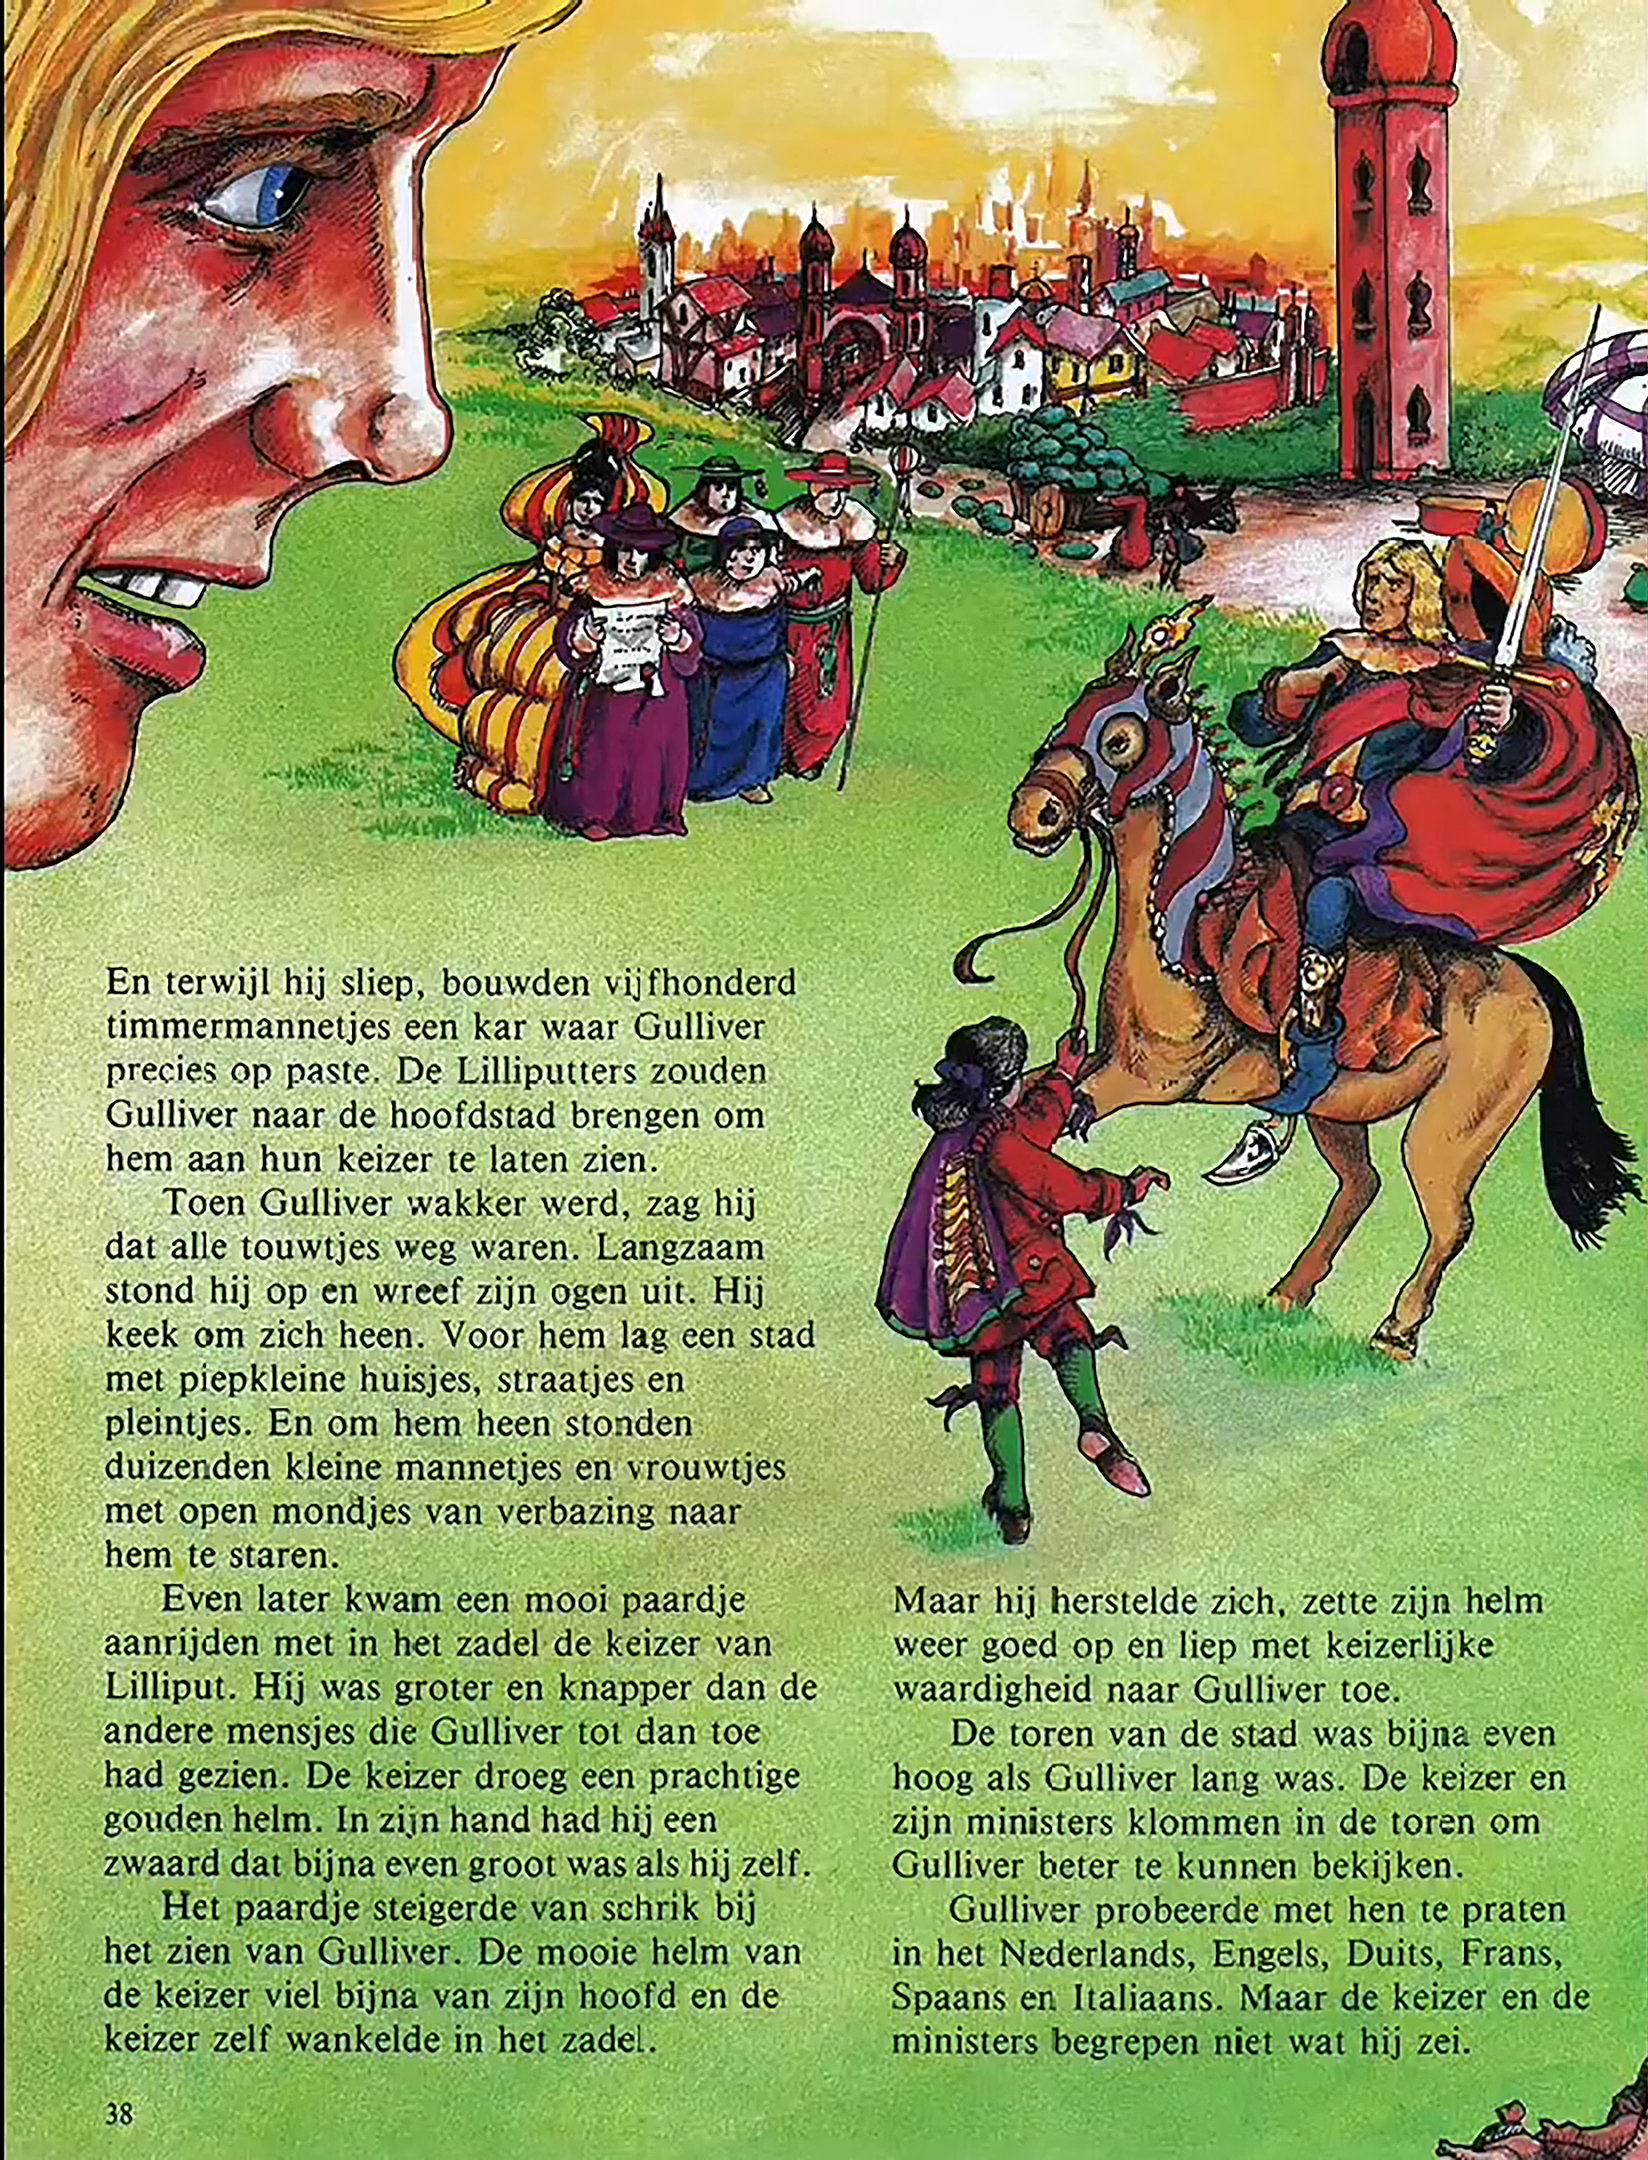 En terwijl hij sliep, bouwden vijfhonderd
timmermannetjes een kar waar Gulliver
precies op paste. De Lilliputters zouden
Gulliver naar de hoofdstad brengen om
hem aan hun keizer te laten zien.
Toen Gulliver wakker werd, zag hij
dat alle touwtjes weg waren. Langzaam
stond hij op en wreef zijn ogen uit. Hij
keek om zich heen. Voor hem lag een stad
met piepkleine huisjes, straatjes en
pleintjes. En om hem heen stonden
duizenden kleine mannetjes en vrouwtjes
met open mondjes van verbazing naar
hem te staren.
Even later kwam een mooi paardje
aanrijden met in het zadel de keizer van
Lilliput. Hij was groter en knapper dan de
andere mensjes die Gulliver tot dan toe
had gezien. De keizer droeg een prachtige
gouden helm. In zijn hand had hij een
zwaard dat bijna even groot was als hij zelf.
Het paardje steigerde van schrik bij
het zien van Gulliver. De mooie helm van
de keizer viel bijna van zijn hoofd en de
keizer zelf wankelde in het zadel.
Maar hij herstelde zich, zette zijn helm
weer goed op en liep met keizerlijke
waardigheid naar Gulliver toe.
De toren van de stad was bijna even
hoog als Gulliver lang was. De keizer en
zijn ministers klommen in de toren om
Gulliver beter te kunnen bekijken.
Gulliver probeerde met hen te praten
in het Nederlands, Engels, Duits, Frans,
Spaans en Italiaans. Maar de keizer en de
ministers begrepen niet wat hij zei.
38